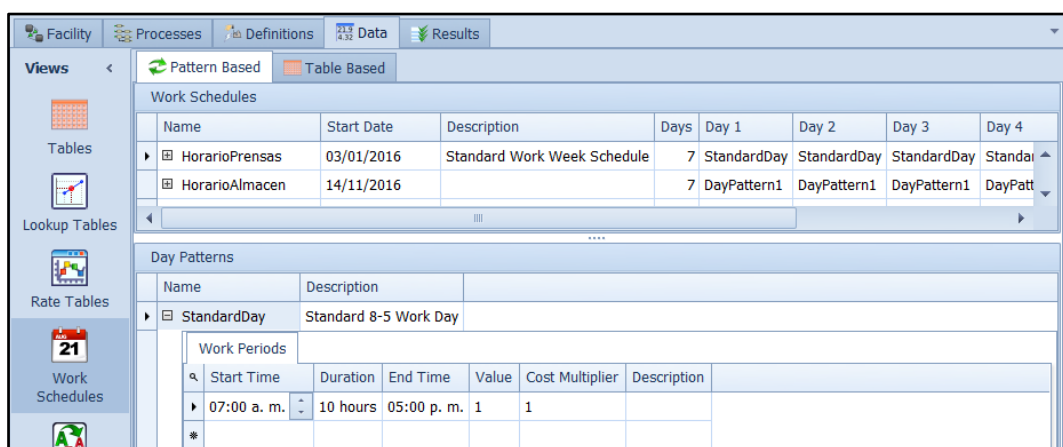 Facility Processes Definitions Data Results
Views < Pattern Based Table Based
Work Schedules
Name Start Date Description Days Day 1 Day 2 Day 3 Day 4
Tables
HorarioPrensas 03/01/2016 Standard Work Week Schedule 7 StandardDay StandardDay StandardDay Standar
HorarioAlmacen 14/11/2016 7 DayPattern1 DayPattern1 DayPattern1 DayPatt
Lookup Tables
Day Patterns
Name Description
Rate Tables
StandardDay Standard 8-5 Work Day
AUG
21
Work Periods
Work
Schedules
Start Time Duration End Time Value Cost Multiplier Description
07:00 a. m. 10 hours 05:00 p. m. 1 1